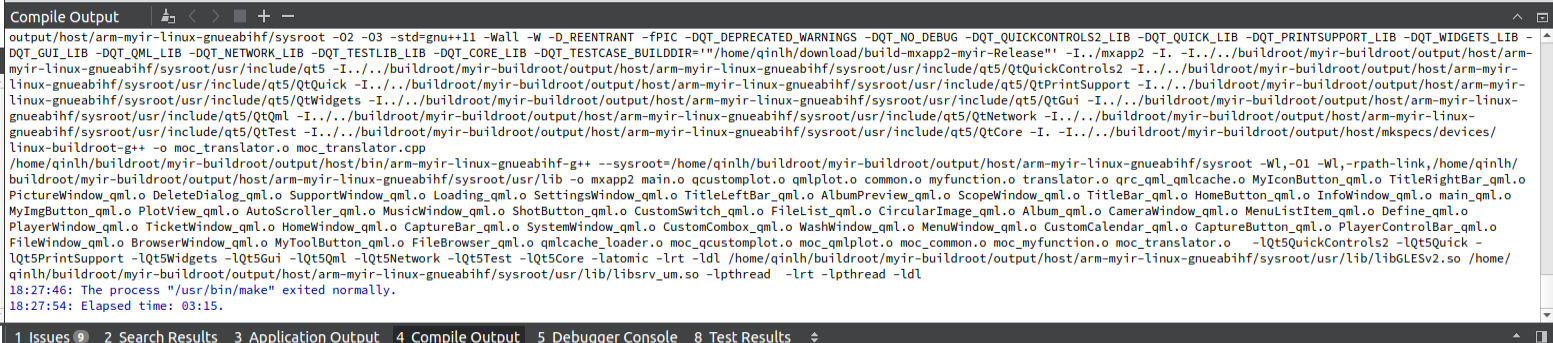 Compile Output
output/host/arm-myir-linux-gnueabihf/sysroot -O2 -O3 -std=gnu++11 -Wall -W -D_REENTRANT -fPIC -DQT_DEPRECATED_WARNINGS -DQT_NO_DEBUG -DQT_QUICKCONTROLS2_LIB -DQT_QUICK_LIB -DQT_PRINTSUPPORT_LIB -DQT_WIDGETS_LIB -
DQT_GUI_LIB -DQT_QML_LIB -DQT_NETWORK_LIB -DQT_TESTLIB_LIB -DQT_CORE_LIB -DQT_TESTCASE_BUILDDIR='"/home/qinlh/download/build-mxapp2-myir-Release"' -I../mxapp2 -I. -I../../buildroot/myir-buildroot/output/host/arm-
myir-linux-gnueabihf/sysroot/usr/include/qt5 -I../../buildroot/myir-buildroot/output/host/arm-myir-linux-gnueabihf/sysroot/usr/include/qt5/QtQuickControls2 -I../../buildroot/myir-buildroot/output/host/arm-myir-
linux-gnueabihf/sysroot/usr/include/qt5/QtQuick -I../../buildroot/myir-buildroot/output/host/arm-myir-linux-gnueabihf/sysroot/usr/include/qt5/QtPrintSupport -I../../buildroot/myir-buildroot/output/host/arm-myir-
linux-gnueabihf/sysroot/usr/include/qt5/QtWidgets -I../../buildroot/myir-buildroot/output/host/arm-myir-linux-gnueabihf/sysroot/usr/include/qt5/QtGui -I../../buildroot/myir-buildroot/output/host/arm-myir-linux-
gnueabihf/sysroot/usr/include/qt5/QtQml -I../../buildroot/myir-buildroot/output/host/arm-myir-linux-gnueabihf/sysroot/usr/include/qt5/QtNetwork -I../../buildroot/myir-buildroot/output/host/arm-myir-linux-
gnueabihf/sysroot/usr/include/qt5/QtTest -I../../buildroot/myir-buildroot/output/host/arm-myir-linux-gnueabihf/sysroot/usr/include/qt5/QtCore -I. -I../../buildroot/myir-buildroot/output/host/mkspecs/devices/
linux-buildroot-g++ -o moc_translator.o moc_translator.cpp
/home/qinlh/buildroot/myir-buildroot/output/host/bin/arm-myir-linux-gnueabihf-g++ --sysroot=/home/qinlh/buildroot/myir-buildroot/output/host/arm-myir-linux-gnueabihf/sysroot -Wl,-O1 -Wl,-rpath-link,/home/qinlh/
buildroot/myir-buildroot/output/host/arm-myir-linux-gnueabihf/sysroot/usr/lib -o mxapp2 main.o qcustomplot.o qmlplot.o common.o myfunction.o translator.o qrc_qml_qmlcache.o MyIconButton_qml.o TitleRightBar_qml.o
PictureWindow_qml.o DeleteDialog_qml.o SupportWindow_qml.o Loading_qml.o SettingsWindow_qml.o TitleLeftBar_qml.o AlbumPreview_qml.o ScopeWindow_qml.o TitleBar_qml.o HomeButton_qml.o InfoWindow_qml.o main_qml.o
MyImgButton_qml.o PlotView_qml.o AutoScroller_qml.o MusicWindow_qml.o ShotButton_qml.o CustomSwitch_qml.o FileList_qml.o CircularImage_qml.o Album_qml.o CameraWindow_qml.o MenuListItem_qml.o Define_qml.o
PlayerWindow_qml.o TicketWindow_qml.o HomeWindow_qml.o CaptureBar_qml.o SystemWindow_qml.o CustomCombox_qml.o WashWindow_qml.o MenuWindow_qml.o CustomCalendar_qml.o CaptureButton_qml.o PlayerControlBar_qml.o
FileWindow_qml.o BrowserWindow_qml.o MyToolButton_qml.o FileBrowser_qml.o qmlcache_loader.o moc_qcustomplot.o moc_qmlplot.o moc_common.o moc_myfunction.o moc_translator.o   -lQt5QuickControls2 -lQt5Quick -
lQt5PrintSupport -lQt5Widgets -lQt5Gui -lQt5Qml -lQt5Network -lQt5Test -lQt5Core -latomic -lrt -ldl /home/qinlh/buildroot/myir-buildroot/output/host/arm-myir-linux-gnueabihf/sysroot/usr/lib/libGLESv2.so /home/
qinlh/buildroot/myir-buildroot/output/host/arm-myir-linux-gnueabihf/sysroot/usr/lib/libsrv_um.so -lpthread  -lrt -lpthread -ldl
18:27:46: The process "/usr/bin/make" exited normally.
18:27:54: Elapsed time: 03:15.
1 Issues 9 2 Search Results 3 Application Output 4 Compile Output 5 Debugger Console 8 Test Results